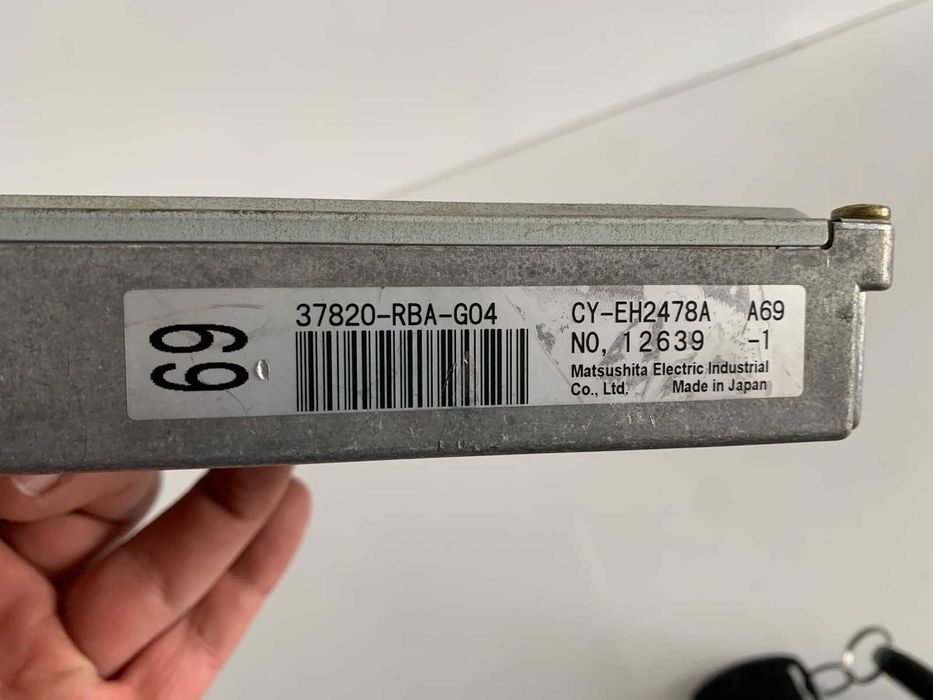 69
37820-RBA-G04
CY-EH2478A A69
NO, 12639 -1
Matsushita Electric Industrial
Co., Ltd. Made in Japan